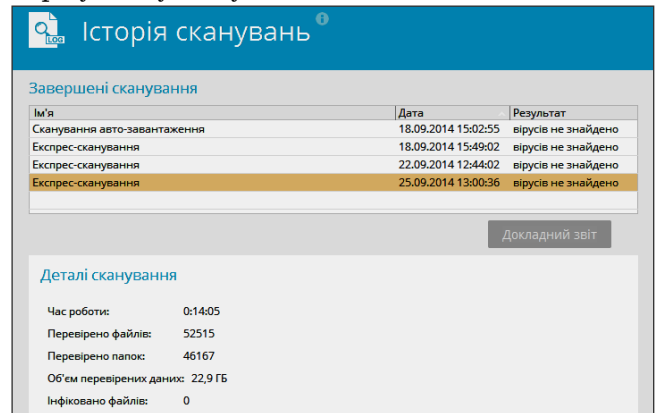 LOG Історія сканувань i
Завершені сканування
Ім'я Дата Результат
Сканування авто-завантаження 18.09.2014 15:02:55 вірусів не знайдено
Експрес-сканування 18.09.2014 15:49:02 вірусів не знайдено
Експрес-сканування 22.09.2014 12:44:02 вірусів не знайдено
Експрес-сканування 25.09.2014 13:00:36 вірусів не знайдено
Докладний звіт
Деталі сканування
Час роботи: 0:14:05
Перевірено файлів: 52515
Перевірено папок: 46167
Об'єм перевірених даних: 22,9 ГБ
Інфіковано файлів: 0